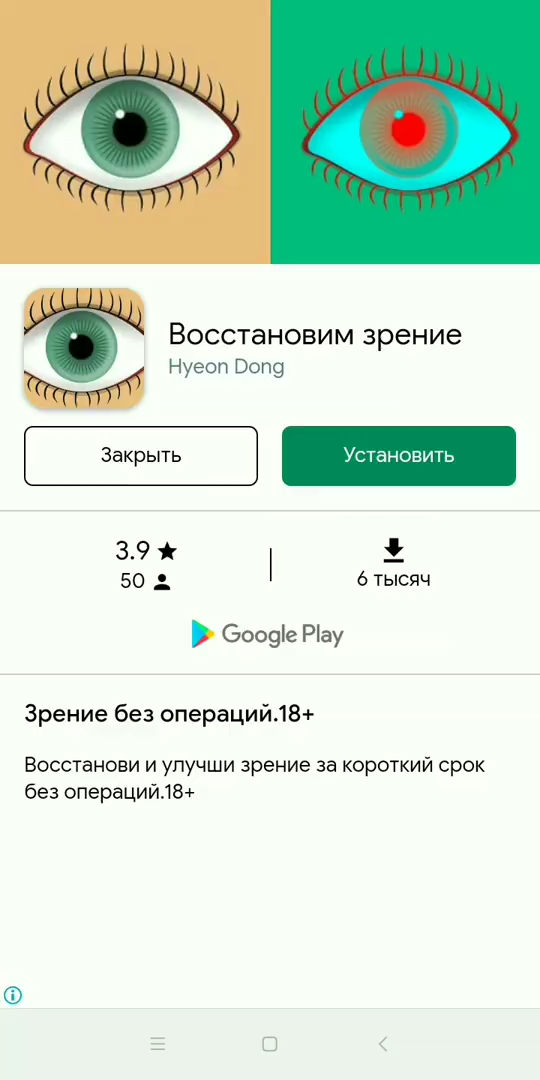 Восстановим зрение
Hyeon Dong
Закрыть
Установить
3.9
50
6 тысяч
Google Play
Зрение без операций.18+
Восстанови и улучши зрение за короткий срок
без операций.18+